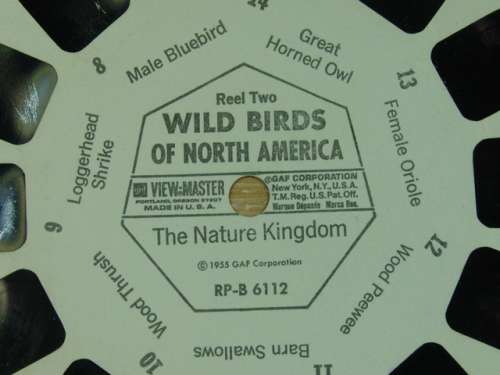 Reel Two
WILD BIRDS
OF NORTH AMERICA
GAF VIEW-MASTER
PORTLAND, OREGON 97207
MADE IN U.S.A.
@GAF CORPORATION
New York, N.Y., U.S.A.
T.M. Reg. U.S. Pat. Off.
Marque Déposée Marca Reg.
The Nature Kingdom
© 1955 GAF Corporation
RP-B 6112
8
Male Bluebird
9
Loggerhead
Shrike
10
Wood Thrush
11
Barn Swallows
12
Wood Peewee
13
Female Oriole
14
Great
Horned Owl